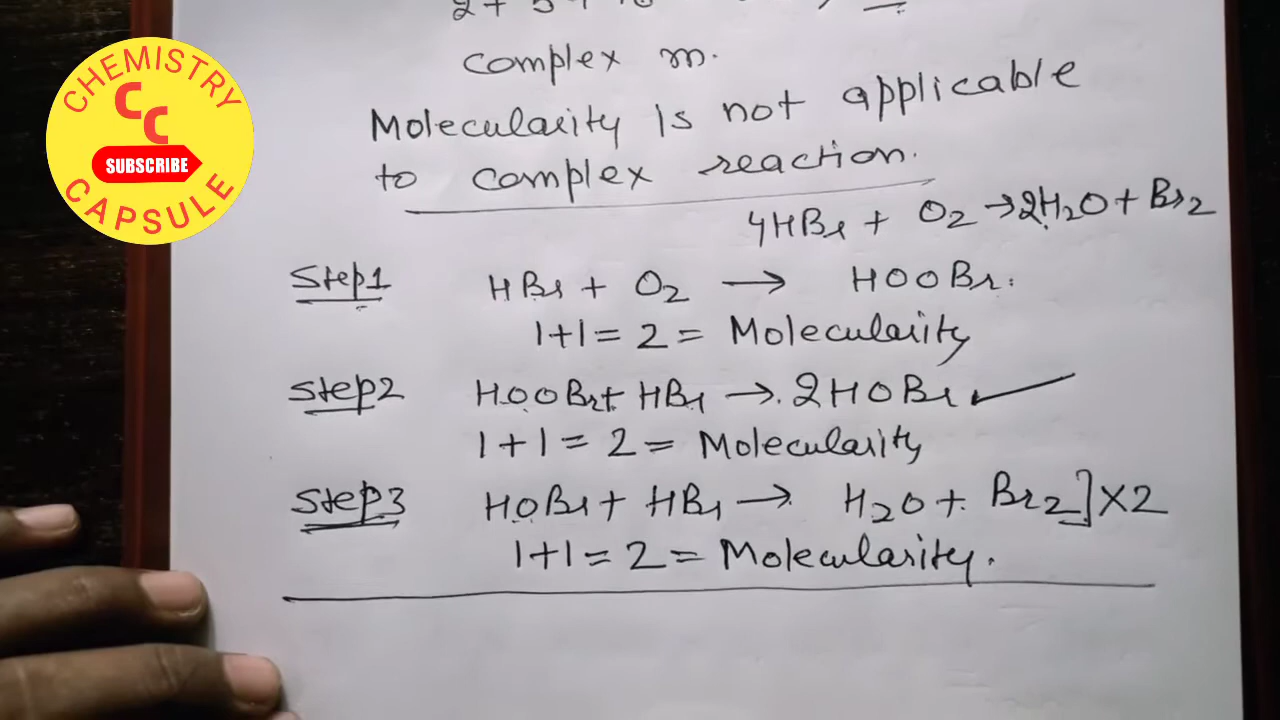 CHEMISTRY
CC
SUBSCRIBE
CAPSULE
complex rn.
Molecularity is not applicable
to complex reaction.
4HBr + O2 → 2H2O + Br2
Step1 HBr + O2 → HOOBr.
1+1 = 2 = Molecularity
Step2 HOOBr + HBr → 2HOBr ✓
1+1 = 2 = Molecularity
Step3 HOBr + HBr → H2O + Br2]×2
1+1 = 2 = Molecularity.